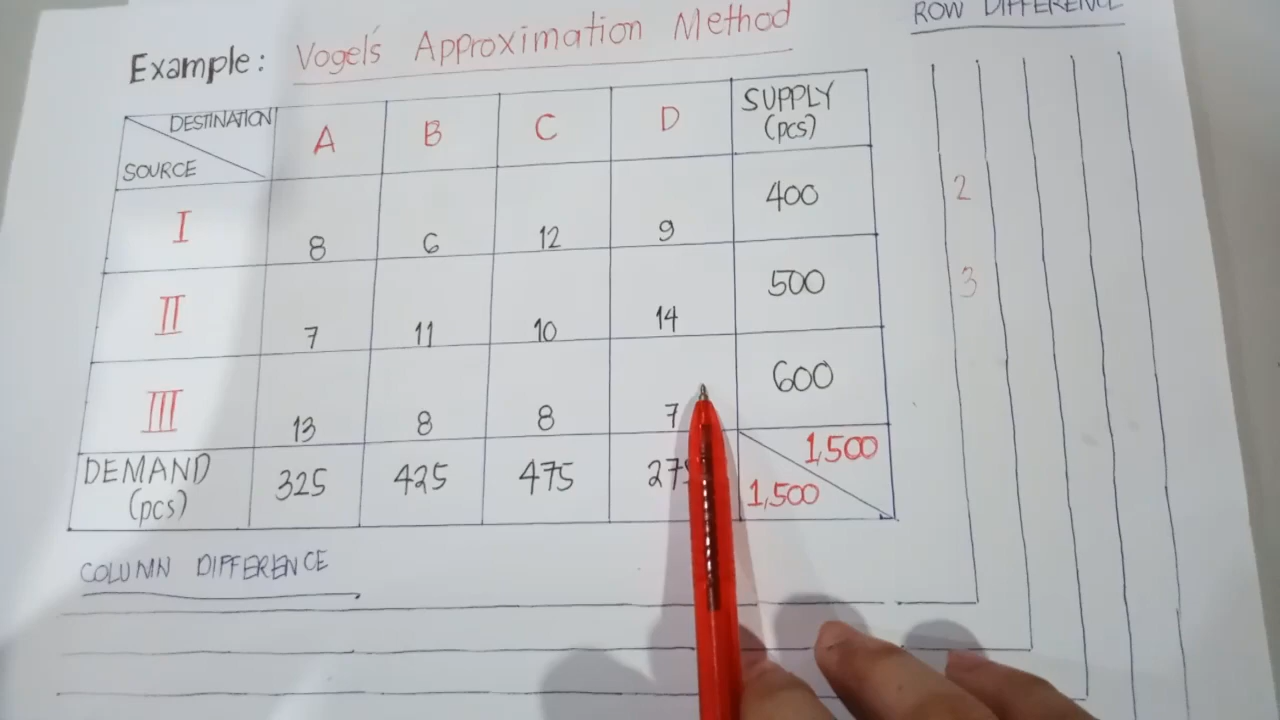 ROW DIFFERENCE
Example: Vogel's Approximation Method
DESTINATION A B C D SUPPLY (pcs)
SOURCE
I 8 6 12 9 400 2
II 7 11 10 14 500 3
III 13 8 8 7 600
DEMAND (pcs) 325 425 475 1,500 1,500
COLUMN DIFFERENCE